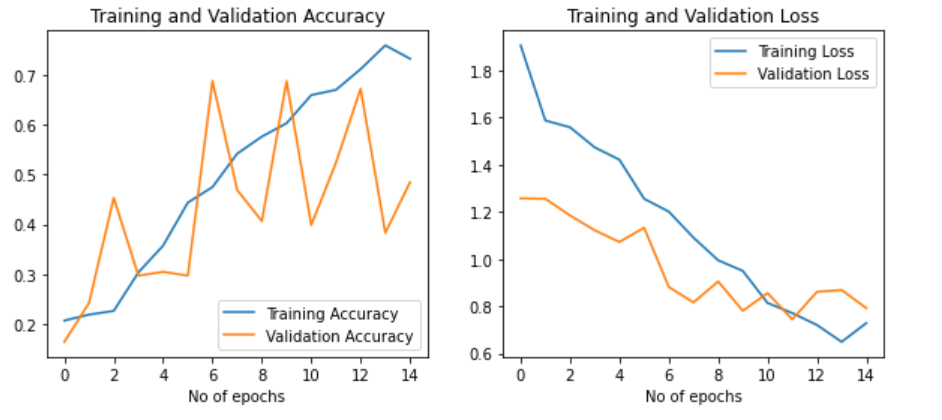 Training and Validation Accuracy
0.7
0.6
0.5
0.4
0.3
0.2
Training Accuracy
Validation Accuracy
0 2 4 6 8 10 12 14
No of epochs
Training and Validation Loss
Training Loss
Validation Loss
1.8
1.6
1.4
1.2
1.0
0.8
0.6
0 2 4 6 8 10 12 14
No of epochs